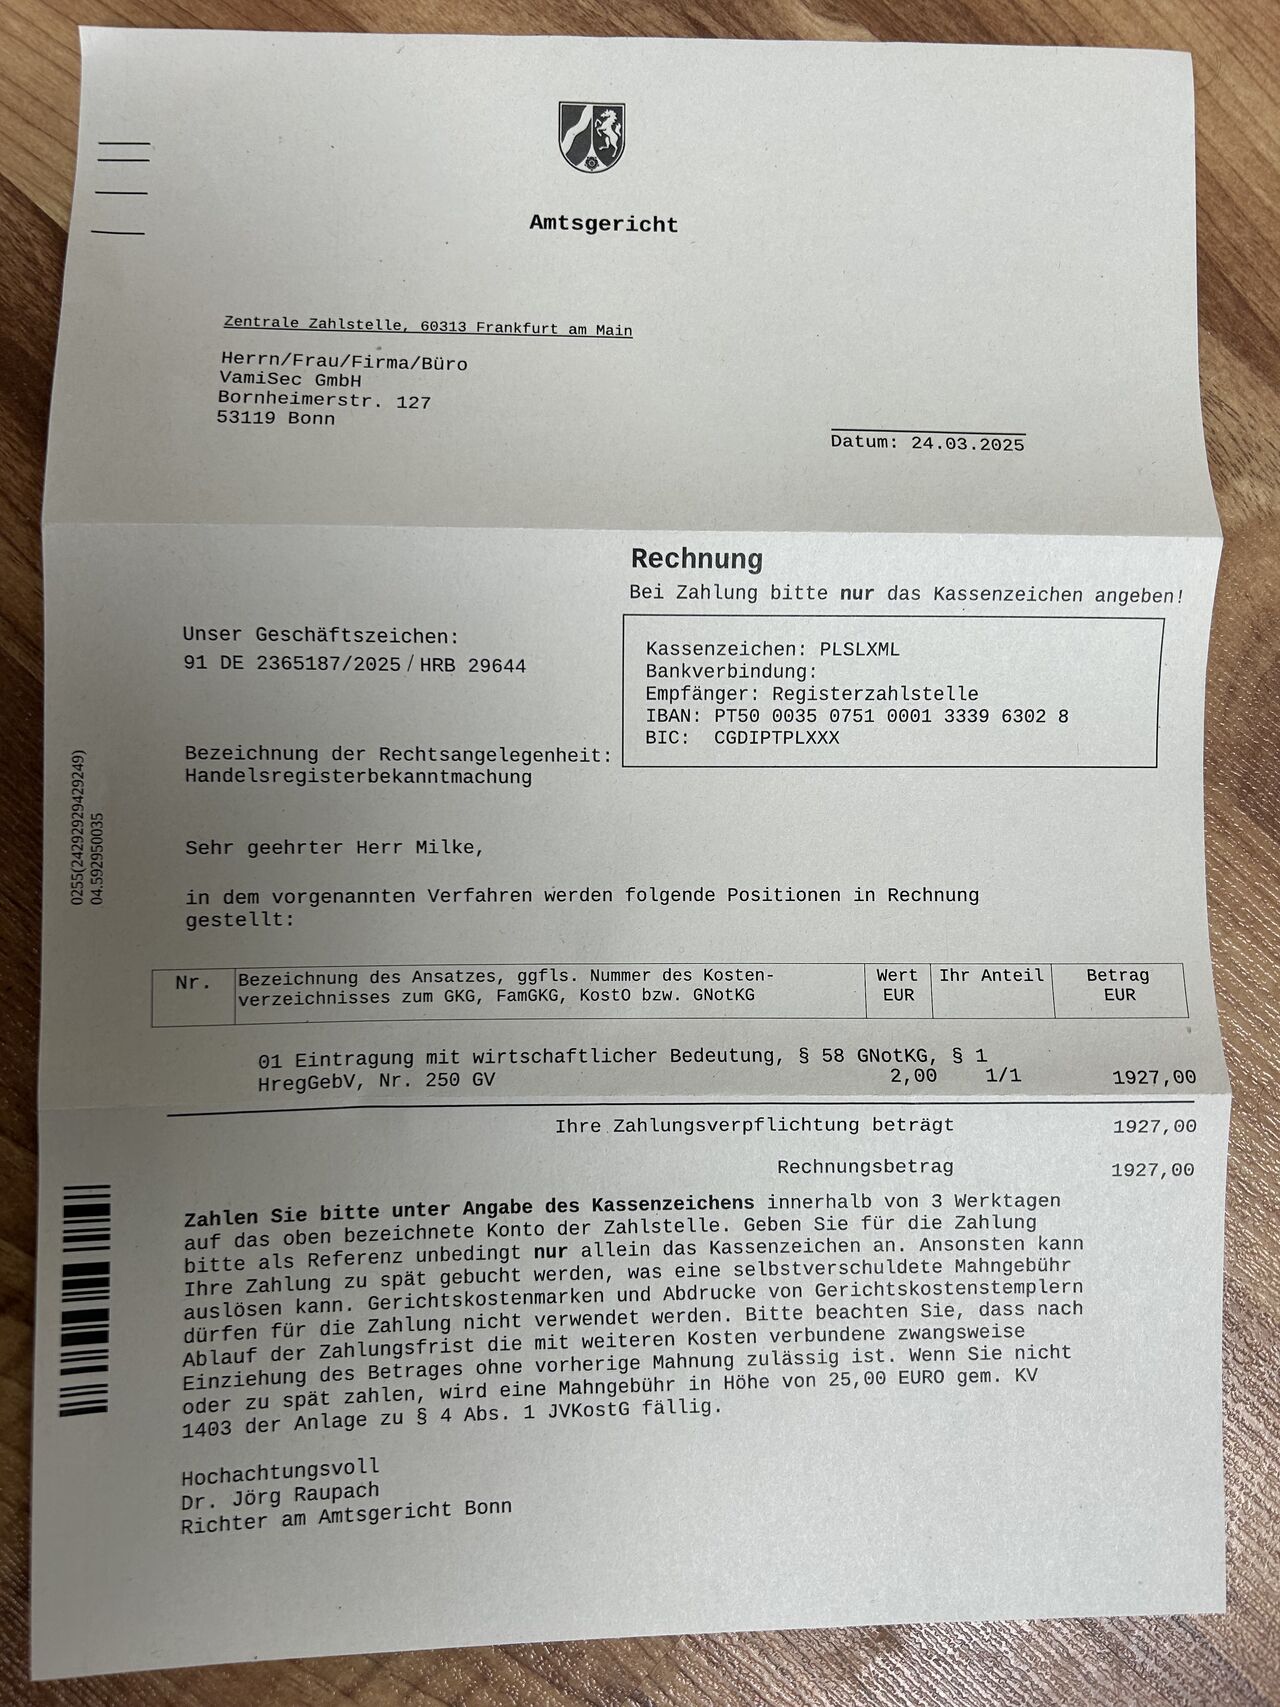 Amtsgericht
Zentrale Zahlstelle, 60313 Frankfurt am Main
Herrn/Frau/Firma/Büro
VamiSec GmbH
Bornheimerstr. 127
53119 Bonn
Datum: 24.03.2025
Rechnung
Bei Zahlung bitte nur das Kassenzeichen angeben!
Unser Geschäftszeichen:
91 DE 2365187/2025 / HRB 29644
Kassenzeichen: PLSLXML
Bankverbindung:
Empfänger: Registerzahlstelle
IBAN: PT50 0035 0751 0001 3339 6302 8
BIC: CGDIPTPLXXX
Bezeichnung der Rechtsangelegenheit:
Handelsregisterbekanntmachung
0255(24292929429249)
04.592950035
Sehr geehrter Herr Milke,
in dem vorgenannten Verfahren werden folgende Positionen in Rechnung
gestellt:
Nr. Bezeichnung des Ansatzes, ggfls. Nummer des Kosten- Wert Ihr Anteil Betrag
verzeichnisses zum GKG, FamGKG, KostO bzw. GNotKG EUR EUR
01 Eintragung mit wirtschaftlicher Bedeutung, § 58 GNotKG, § 1
HregGebV, Nr. 250 GV 2,00 1/1 1927,00
Ihre Zahlungsverpflichtung beträgt 1927,00
Rechnungsbetrag 1927,00
Zahlen Sie bitte unter Angabe des Kassenzeichens innerhalb von 3 Werktagen
auf das oben bezeichnete Konto der Zahlstelle. Geben Sie für die Zahlung
bitte als Referenz unbedingt nur allein das Kassenzeichen an. Ansonsten kann
Ihre Zahlung zu spät gebucht werden, was eine selbstverschuldete Mahngebühr
auslösen kann. Gerichtskostenmarken und Abdrucke von Gerichtskostenstemplern
dürfen für die Zahlung nicht verwendet werden. Bitte beachten Sie, dass nach
Ablauf der Zahlungsfrist die mit weiteren Kosten verbundene zwangsweise
Einziehung des Betrages ohne vorherige Mahnung zulässig ist. Wenn Sie nicht
oder zu spät zahlen, wird eine Mahngebühr in Höhe von 25,00 EURO gem. KV
1403 der Anlage zu § 4 Abs. 1 JVKostG fällig.
Hochachtungsvoll
Dr. Jörg Raupach
Richter am Amtsgericht Bonn